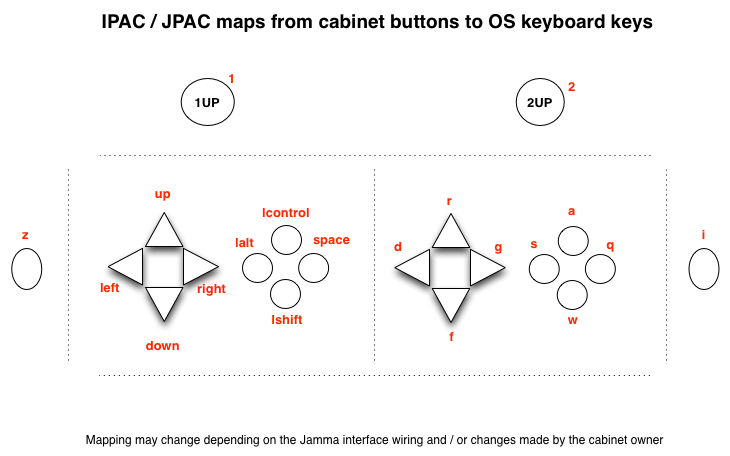 IPAC / JPAC maps from cabinet buttons to OS keyboard keys
1
1UP
2
2UP
z
up
left
right
down
lcontrol
lalt
space
lshift
r
d
g
f
a
s
q
w
i
Mapping may change depending on the Jamma interface wiring and / or changes made by the cabinet owner